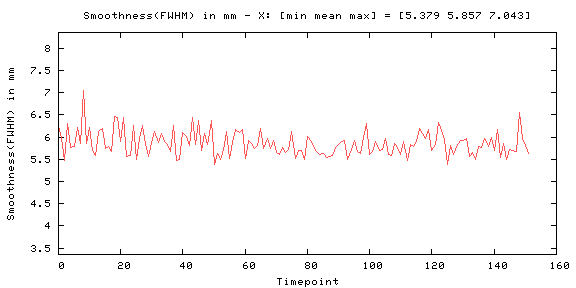 Smoothness(FWHM) in mm - X: [min mean max] = [5.379 5.857 7.043]
8
7.5
7
6.5
6
5.5
5
4.5
4
3.5
Smoothness(FWHM) in mm
0 20 40 60 80 100 120 140 160
Timepoint